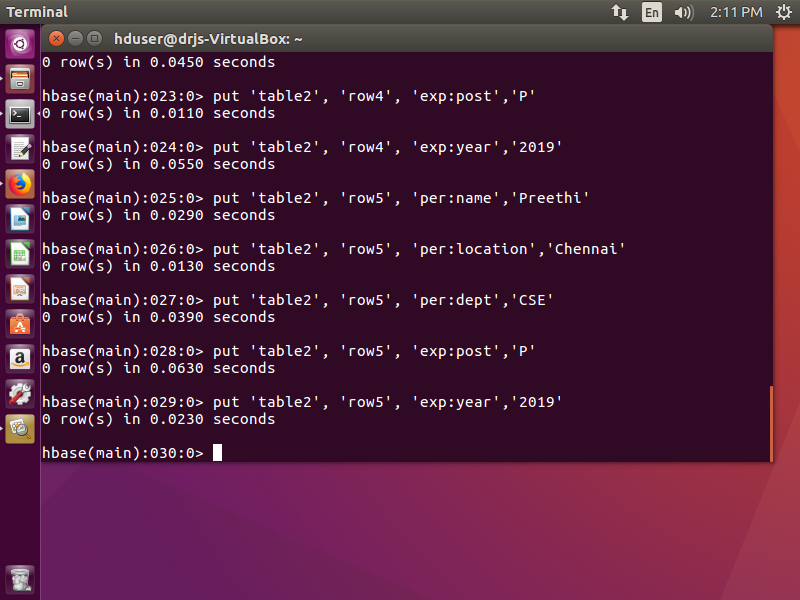 Terminal
En
2:11 PM
hduser@drjs-VirtualBox: ~
0 row(s) in 0.0450 seconds
hbase(main):023:0> put 'table2', 'row4', 'exp:post','P'
0 row(s) in 0.0110 seconds
hbase(main):024:0> put 'table2', 'row4', 'exp:year','2019'
0 row(s) in 0.0550 seconds
hbase(main):025:0> put 'table2', 'row5', 'per:name','Preethi'
0 row(s) in 0.0290 seconds
hbase(main):026:0> put 'table2', 'row5', 'per:location','Chennai'
0 row(s) in 0.0130 seconds
hbase(main):027:0> put 'table2', 'row5', 'per:dept','CSE'
0 row(s) in 0.0390 seconds
hbase(main):028:0> put 'table2', 'row5', 'exp:post','P'
0 row(s) in 0.0630 seconds
hbase(main):029:0> put 'table2', 'row5', 'exp:year','2019'
0 row(s) in 0.0230 seconds
hbase(main):030:0>